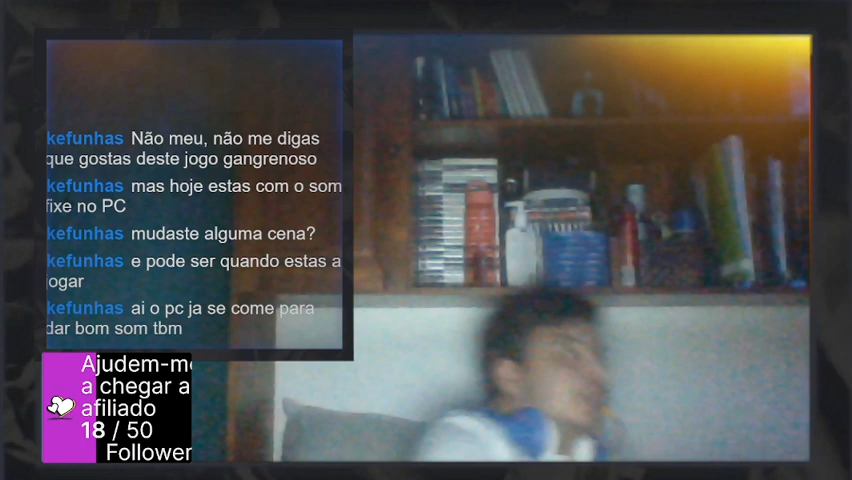 kefunhas Não meu, não me digas
que gostas deste jogo gangrenoso
kefunhas mas hoje estas com o som
fixe no PC
kefunhas mudaste alguma cena?
kefunhas e pode ser quando estas a
jogar
kefunhas ai o pc ja se come para
dar bom som tbm
Ajudem-me
a chegar a
afiliado
18 / 50
Follower